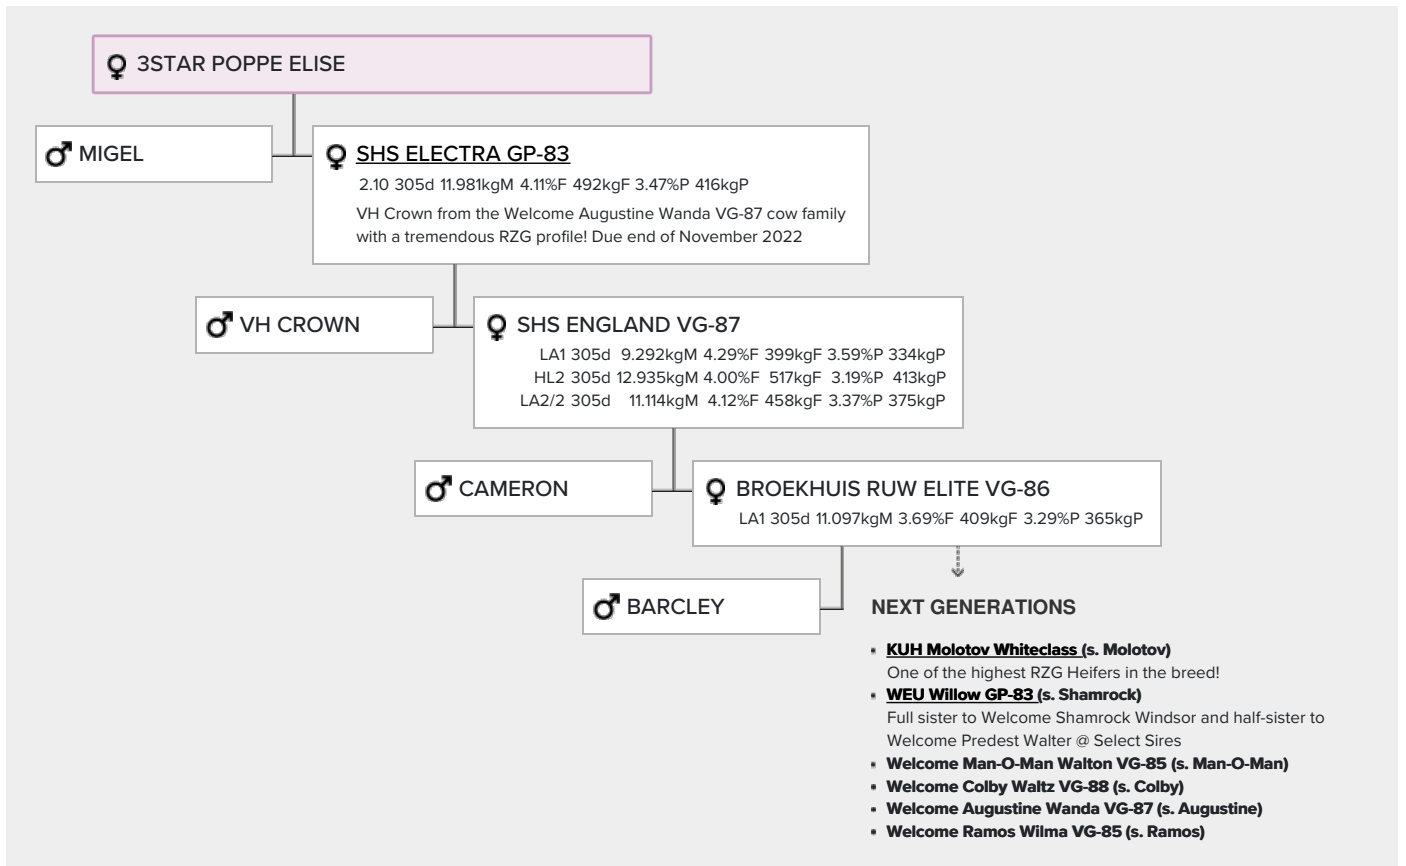 3STAR POPPE ELISE
MIGEL
SHS ELECTRA GP-83
2.10 305d 11.981kgM 4.11%F 492kgF 3.47%P 416kgP
VH Crown from the Welcome Augustine Wanda VG-87 cow family
with a tremendous RZG profile! Due end of November 2022
VH CROWN
SHS ENGLAND VG-87
LA1 305d 9.292kgM 4.29%F 399kgF 3.59%P 334kgP
HL2 305d 12.935kgM 4.00%F 517kgF 3.19%P 413kgP
LA2/2 305d 11.114kgM 4.12%F 458kgF 3.37%P 375kgP
CAMERON
BROEKHUIS RUW ELITE VG-86
LA1 305d 11.097kgM 3.69%F 409kgF 3.29%P 365kgP
BARCLEY
NEXT GENERATIONS
KUH Molotov Whiteclass (s. Molotov)
One of the highest RZG Heifers in the breed!
WEU Willow GP-83 (s. Shamrock)
Full sister to Welcome Shamrock Windsor and half-sister to
Welcome Predest Walter @ Select Sires
Welcome Man-O-Man Walton VG-85 (s. Man-O-Man)
Welcome Colby Waltz VG-88 (s. Colby)
Welcome Augustine Wanda VG-87 (s. Augustine)
Welcome Ramos Wilma VG-85 (s. Ramos)